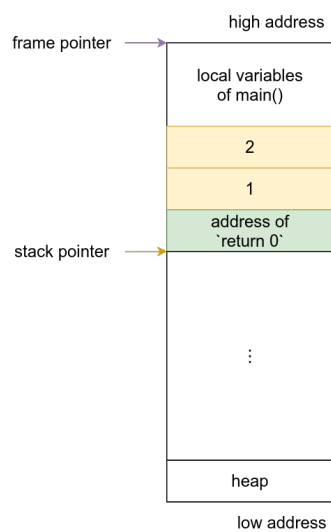 high address
frame pointer
local variables
of main()
2
1
address of
`return 0`
stack pointer
⋮
heap
low address